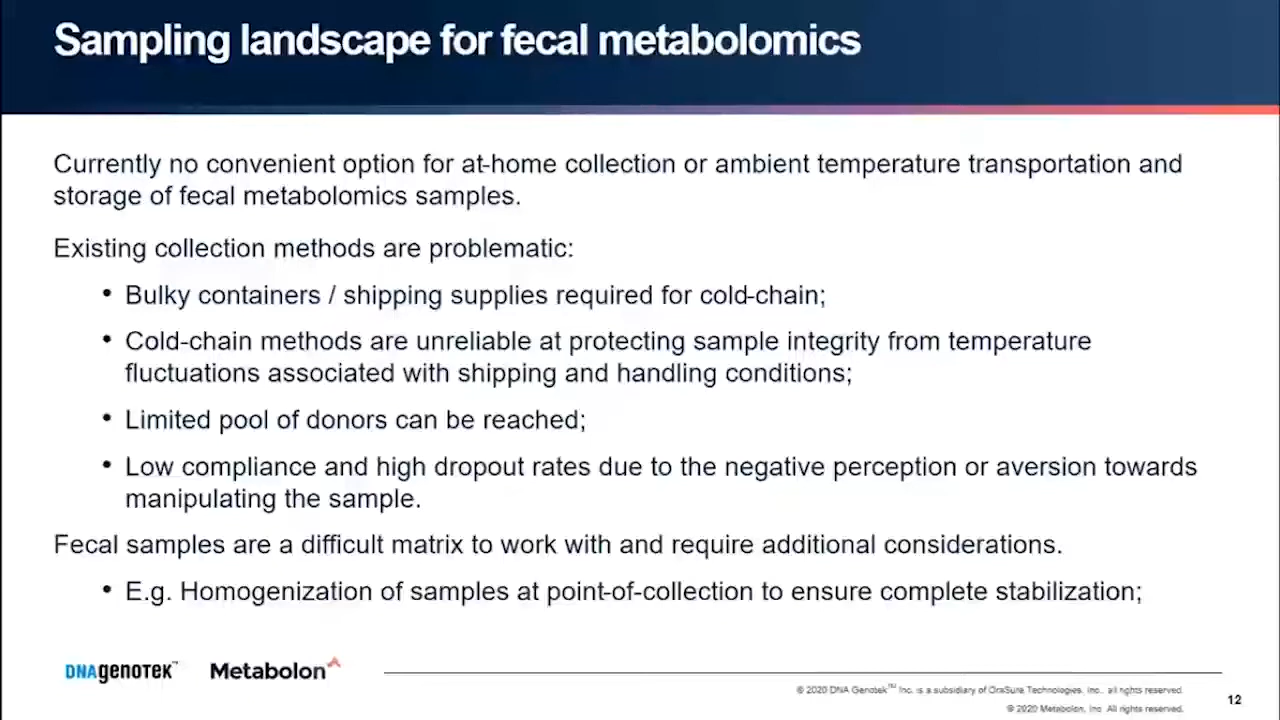 Sampling landscape for fecal metabolomics
Currently no convenient option for at-home collection or ambient temperature transportation and
storage of fecal metabolomics samples.
Existing collection methods are problematic:
• Bulky containers / shipping supplies required for cold-chain;
• Cold-chain methods are unreliable at protecting sample integrity from temperature
fluctuations associated with shipping and handling conditions;
• Limited pool of donors can be reached;
• Low compliance and high dropout rates due to the negative perception or aversion towards
manipulating the sample.
Fecal samples are a difficult matrix to work with and require additional considerations.
• E.g. Homogenization of samples at point-of-collection to ensure complete stabilization;
DNAgenotek™ Metabolon
© 2020 DNA Genotek™ Inc. is a subsidiary of OraSure Technologies, Inc., all rights reserved.
© 2020 Metabolon, Inc. All rights reserved.
12